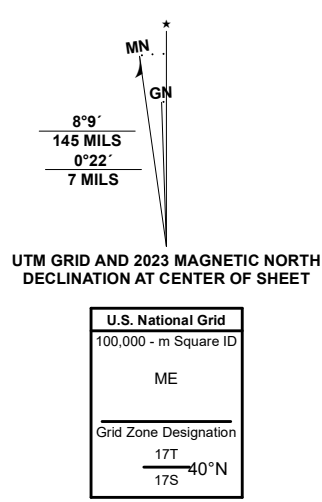 MN
GN
8°9´
145 MILS
0°22´
7 MILS
UTM GRID AND 2023 MAGNETIC NORTH
DECLINATION AT CENTER OF SHEET
U.S. National Grid
100,000 - m Square ID
ME
Grid Zone Designation
17T
40°N
17S